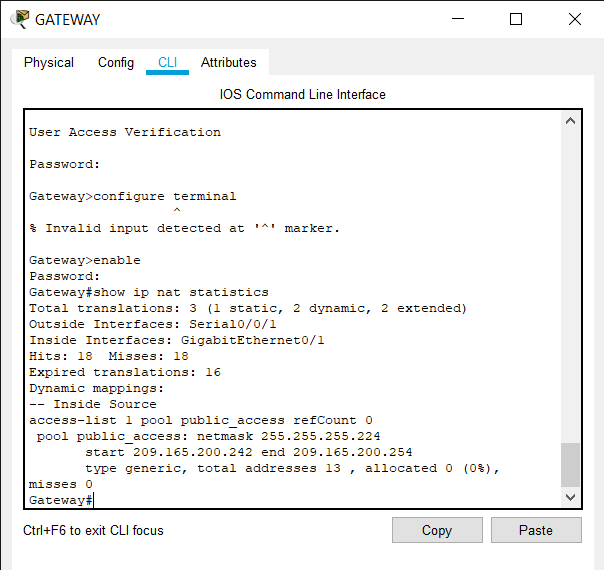 GATEWAY
Physical Config CLI Attributes
IOS Command Line Interface
User Access Verification
Password:
Gateway>configure terminal
^
% Invalid input detected at '^' marker.
Gateway>enable
Password:
Gateway#show ip nat statistics
Total translations: 3 (1 static, 2 dynamic, 2 extended)
Outside Interfaces: Serial0/0/1
Inside Interfaces: GigabitEthernet0/1
Hits: 18  Misses: 18
Expired translations: 16
Dynamic mappings:
-- Inside Source
access-list 1 pool public_access refCount 0
pool public_access: netmask 255.255.255.224
start 209.165.200.242 end 209.165.200.254
type generic, total addresses 13 , allocated 0 (0%),
misses 0
Gateway#
Ctrl+F6 to exit CLI focus
Copy Paste